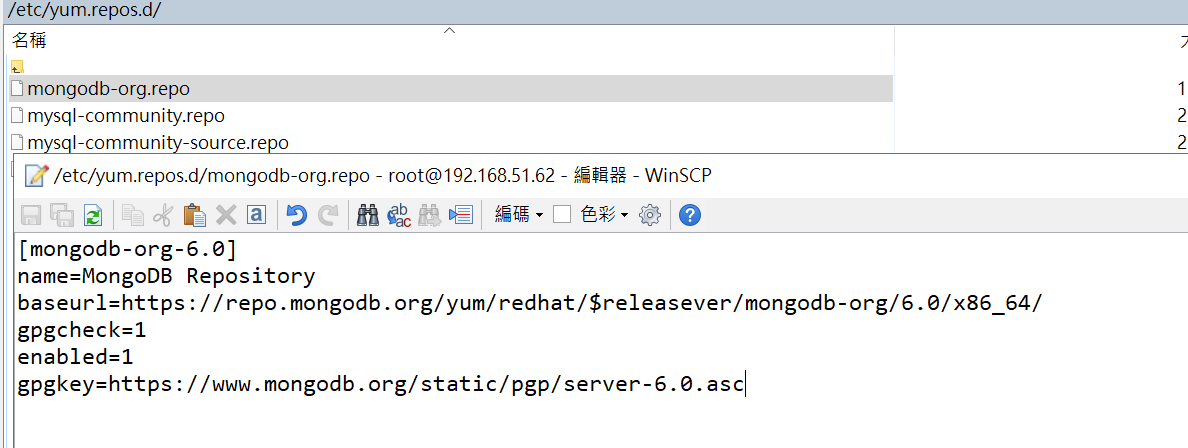 /etc/yum.repos.d/
名稱
mongodb-org.repo
1
mysql-community.repo
2
mysql-community-source.repo
2
/etc/yum.repos.d/mongodb-org.repo - root@192.168.51.62 - 編輯器 - WinSCP
編碼 色彩
[mongodb-org-6.0]
name=MongoDB Repository
baseurl=https://repo.mongodb.org/yum/redhat/$releasever/mongodb-org/6.0/x86_64/
gpgcheck=1
enabled=1
gpgkey=https://www.mongodb.org/static/pgp/server-6.0.asc